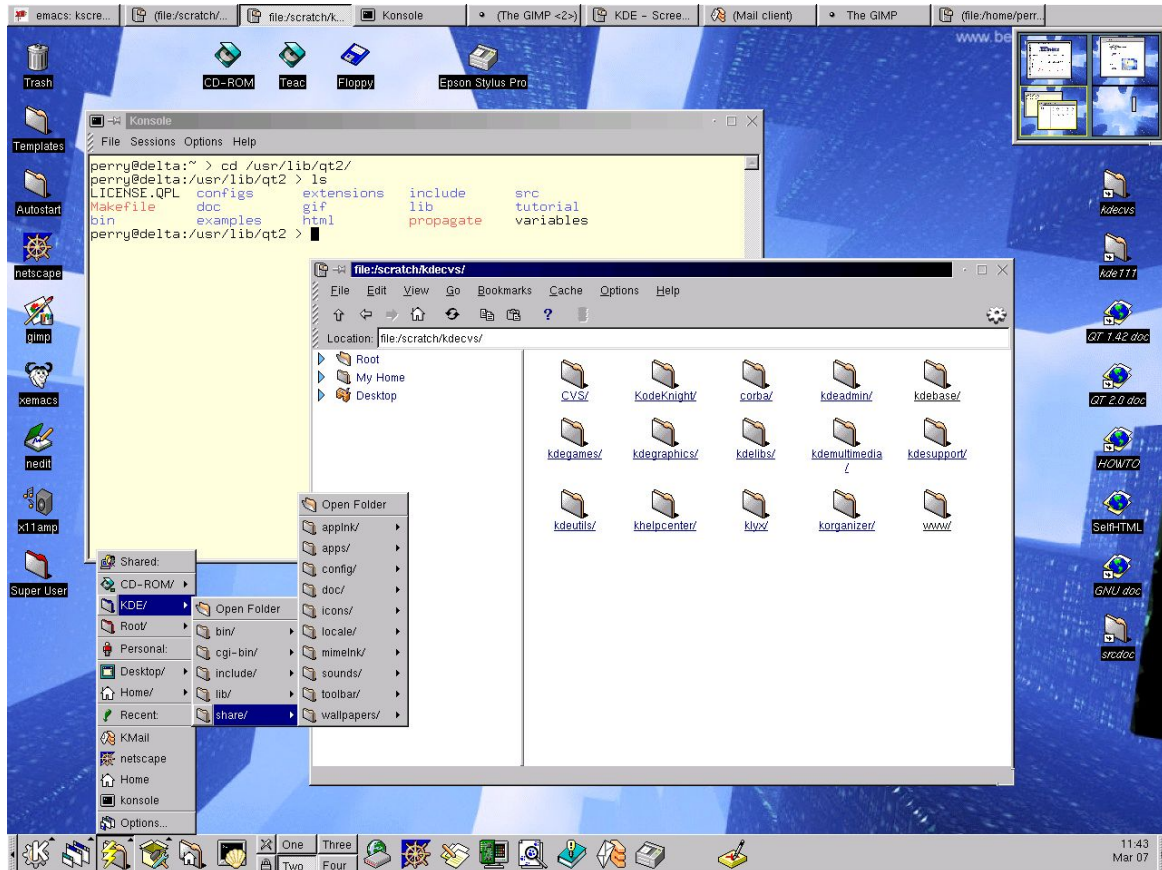 emacs: kscre...
(file:/scratch/...
file:/scratch/k...
Konsole
(The GIMP <2>)
KDE - Scree...
(Mail client)
The GIMP
(file:/home/perr...
www.be
Trash
CD-ROM
Teac
Floppy
Epson Stylus Pro
Templates
Autostart
netscape
gimp
xemacs
nedit
x11amp
Super User
Konsole
File Sessions Options Help
perry@delta:~ > cd /usr/lib/qt2/
perry@delta:/usr/lib/qt2 > ls
LICENSE.QPL configs extensions include src
Makefile doc gif lib tutorial
bin examples html propagate variables
perry@delta:/usr/lib/qt2 >
file:/scratch/kdecvs/
File Edit View Go Bookmarks Cache Options Help
?
Location: file:/scratch/kdecvs/
Root
My Home
Desktop
CVS/ KodeKnight/ corba/ kdeadmin/ kdebase/
kdegames/ kdegraphics/ kdelibs/ kdemultimedia
/ kdesupport/
kdeutils/ khelpcenter/ klyx/ korganizer/ www/
kdecvs
kde111
QT 1.42 doc
QT 2.0 doc
HOWTO
SelfHTML
GNU doc
srcdoc
Shared:
CD-ROM/
KDE/
Root/
Personal:
Desktop/
Home/
Recent:
KMail
netscape
Home
konsole
Options...
Open Folder
bin/
cgi-bin/
include/
lib/
share/
Open Folder
applnk/
apps/
config/
doc/
icons/
locale/
mimelnk/
sounds/
toolbar/
wallpapers/
One Three
Two Four
11:43
Mar 07